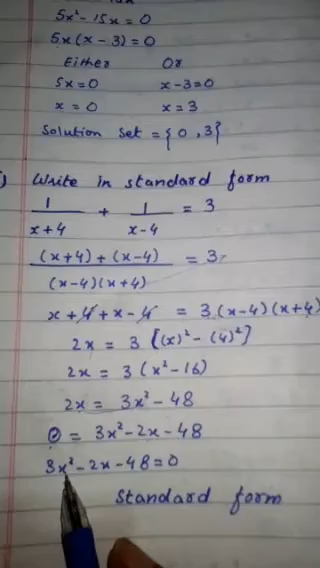 5x² - 15x = 0
5x(x - 3) = 0
Either Or
5x = 0 x - 3 = 0
x = 0 x = 3
Solution Set = {0, 3}
) Write in standard form
1/(x+4) + 1/(x-4) = 3
((x+4) + (x-4))/((x-4)(x+4)) = 3
x + 4 + x - 4 = 3(x-4)(x+4)
2x = 3[(x)² - (4)²]
2x = 3(x² - 16)
2x = 3x² - 48
0 = 3x² - 2x - 48
3x² - 2x - 48 = 0
Standard form